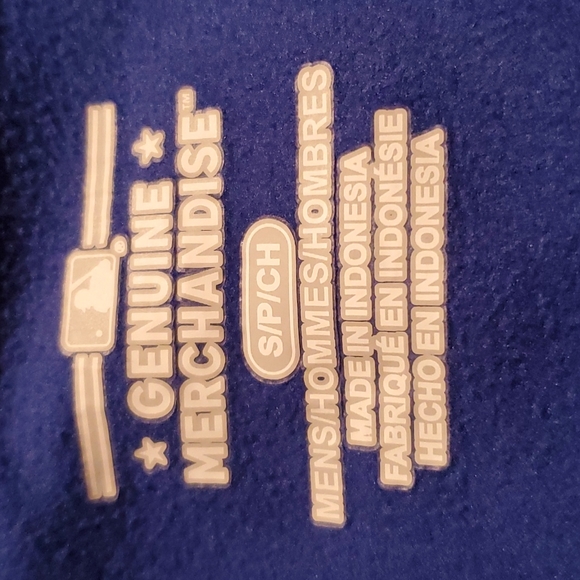 ★ GENUINE ★
MERCHANDISE™
S/P/CH
MENS/HOMMES/HOMBRES
MADE IN INDONESIA
FABRIQUÉ EN INDONÉSIE
HECHO EN INDONESIA